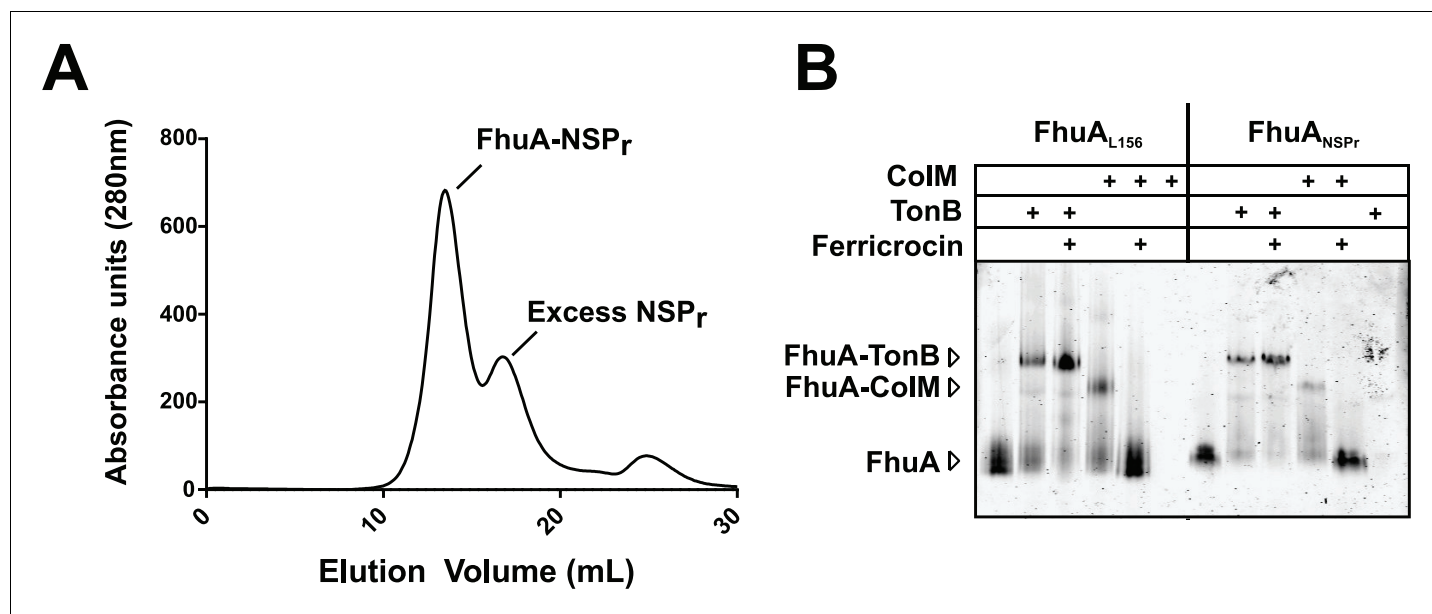 A
Absorbance units (280nm)
800
600
400
200
0
FhuA-NSPr
Excess NSPr
0
10
20
30
Elution Volume (mL)
B
FhuAL156
FhuANSPr
ColM
+ + + + +
TonB
+ + + + +
Ferricrocin
+ + + +
FhuA-TonB
FhuA-ColM
FhuA